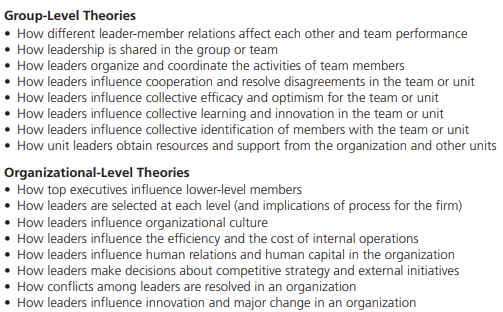 Group-Level Theories
• How different leader-member relations affect each other and team performance
• How leadership is shared in the group or team
• How leaders organize and coordinate the activities of team members
• How leaders influence cooperation and resolve disagreements in the team or unit
• How leaders influence collective efficacy and optimism for the team or unit
• How leaders influence collective learning and innovation in the team or unit
• How leaders influence collective identification of members with the team or unit
• How unit leaders obtain resources and support from the organization and other units
Organizational-Level Theories
• How top executives influence lower-level members
• How leaders are selected at each level (and implications of process for the firm)
• How leaders influence organizational culture
• How leaders influence the efficiency and the cost of internal operations
• How leaders influence human relations and human capital in the organization
• How leaders make decisions about competitive strategy and external initiatives
• How conflicts among leaders are resolved in an organization
• How leaders influence innovation and major change in an organization